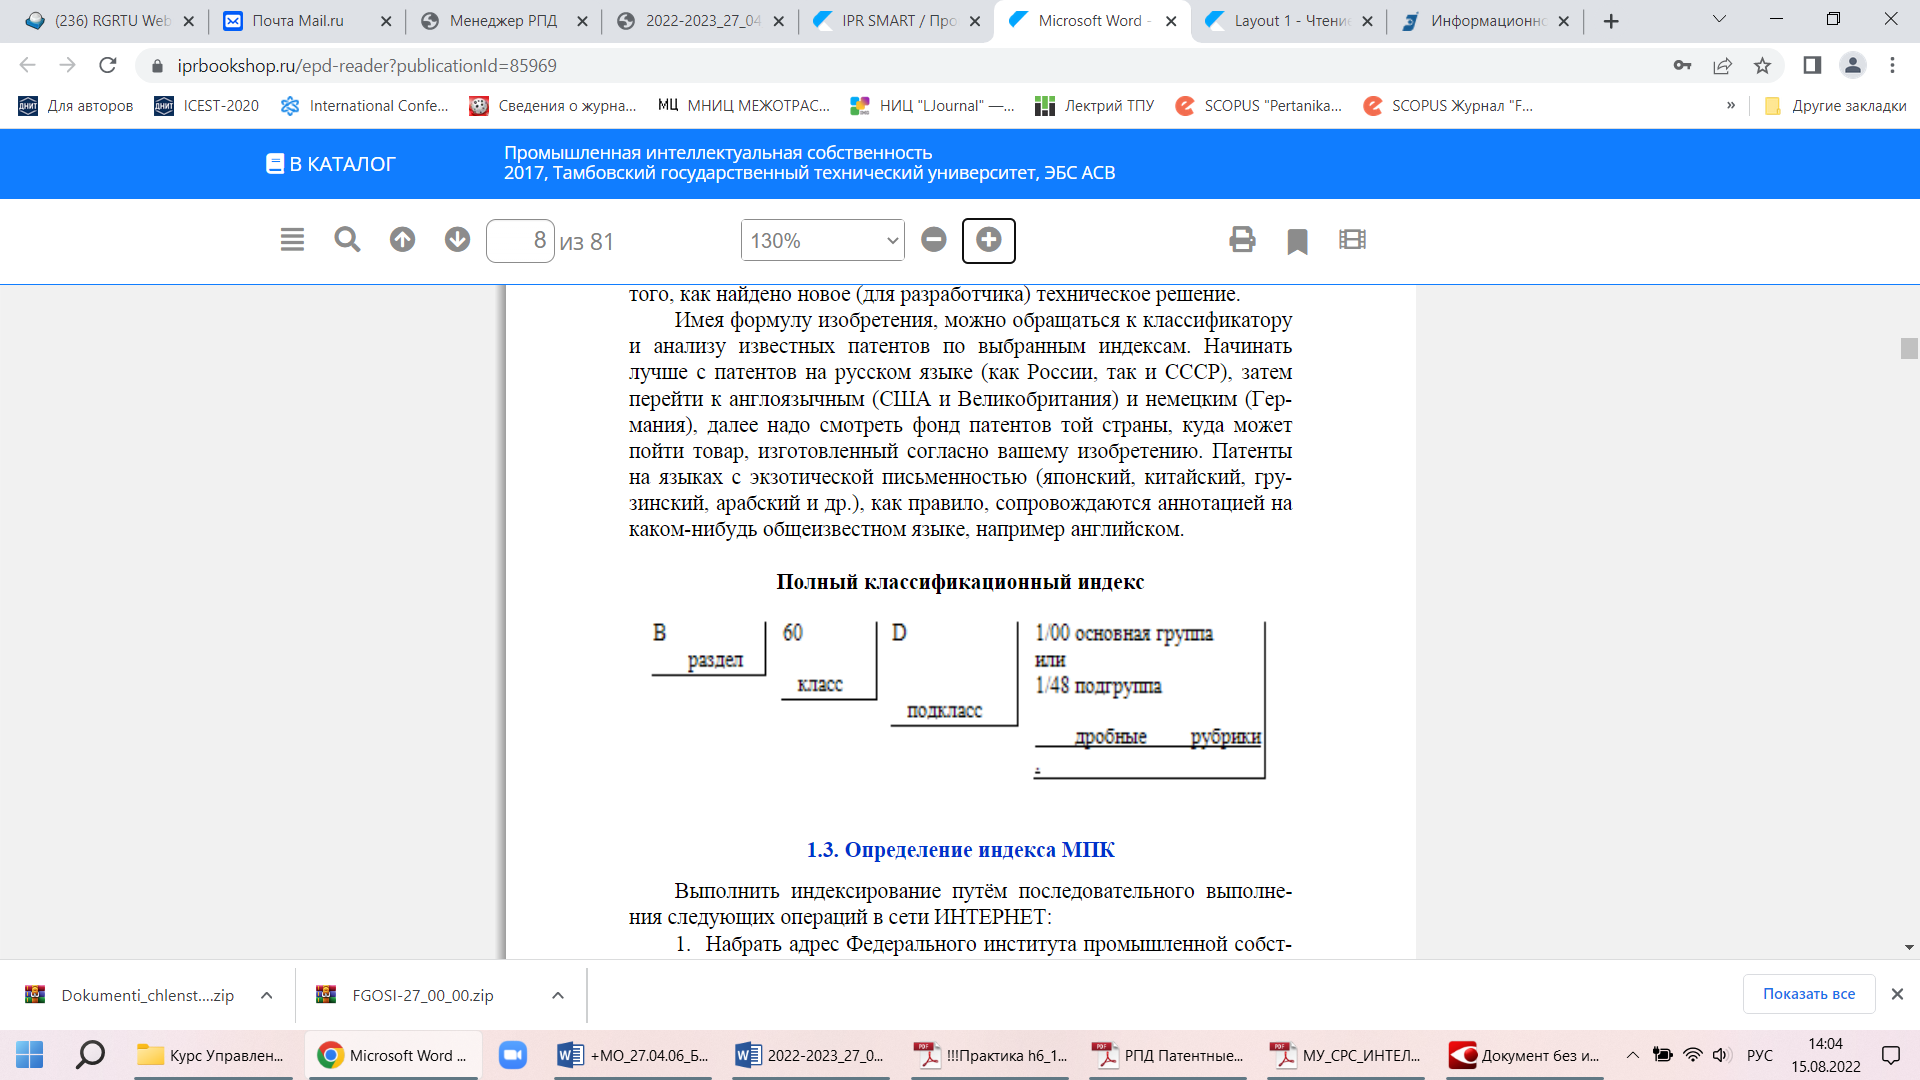 (236) RGRTU Web
Почта Mail.ru
Менеджер РПД
2022-2023_27_04
IPR SMART / Про
Microsoft Word -
Layout 1 - Чтение
Информационно
iprbookshop.ru/epd-reader?publicationId=85969
Для авторов
ICEST-2020
International Confe...
Сведения о журна...
МНИЦ МЕЖОТРАС...
НИЦ "LJournal" —...
Лектрий ТПУ
SCOPUS "Pertanika...
SCOPUS Журнал "F...
»
Другие закладки
В КАТАЛОГ
Промышленная интеллектуальная собственность
2017, Тамбовский государственный технический университет, ЭБС АСВ
8 из 81
130%
того, как найдено новое (для разработчика) техническое решение.
Имея формулу изобретения, можно обращаться к классификатору
и анализу известных патентов по выбранным индексам. Начинать
лучше с патентов на русском языке (как России, так и СССР), затем
перейти к англоязычным (США и Великобритания) и немецким (Гер-
мания), далее надо смотреть фонд патентов той страны, куда может
пойти товар, изготовленный согласно вашему изобретению. Патенты
на языках с экзотической письменностью (японский, китайский, гру-
зинский, арабский и др.), как правило, сопровождаются аннотацией на
каком-нибудь общеизвестном языке, например английском.
Полный классификационный индекс
B
раздел
60
класс
D
подкласс
1/00 основная группа
или
1/48 подгруппа
дробные рубрики
.
1.3. Определение индекса МПК
Выполнить индексирование путём последовательного выполне-
ния следующих операций в сети ИНТЕРНЕТ:
1. Набрать адрес Федерального института промышленной собст-
Dokumenti_chlenst....zip
FGOSI-27_00_00.zip
Показать все
Курс Управлен...
Microsoft Word ...
+МО_27.04.06_Б...
2022-2023_27_0...
!!!Практика h6_1...
РПД Патентные...
МУ_СРС_ИНТЕЛ...
Документ без и...
РУС
14:04
15.08.2022